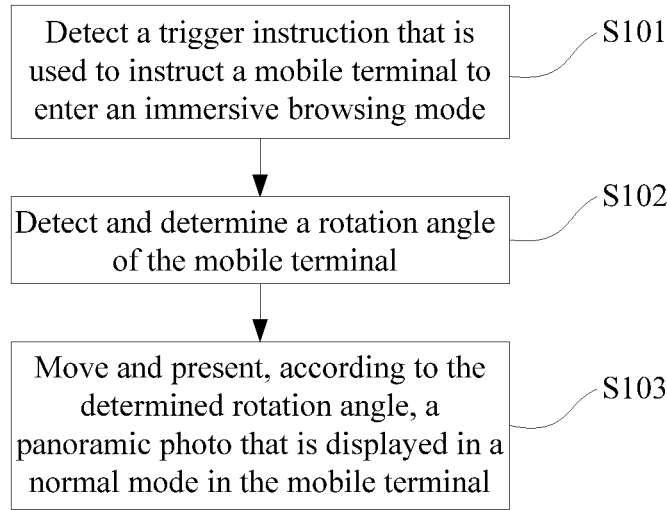 Detect a trigger instruction that is
used to instruct a mobile terminal to
enter an immersive browsing mode
S101
Detect and determine a rotation angle
of the mobile terminal
S102
Move and present, according to the
determined rotation angle, a
panoramic photo that is displayed in a
normal mode in the mobile terminal
S103